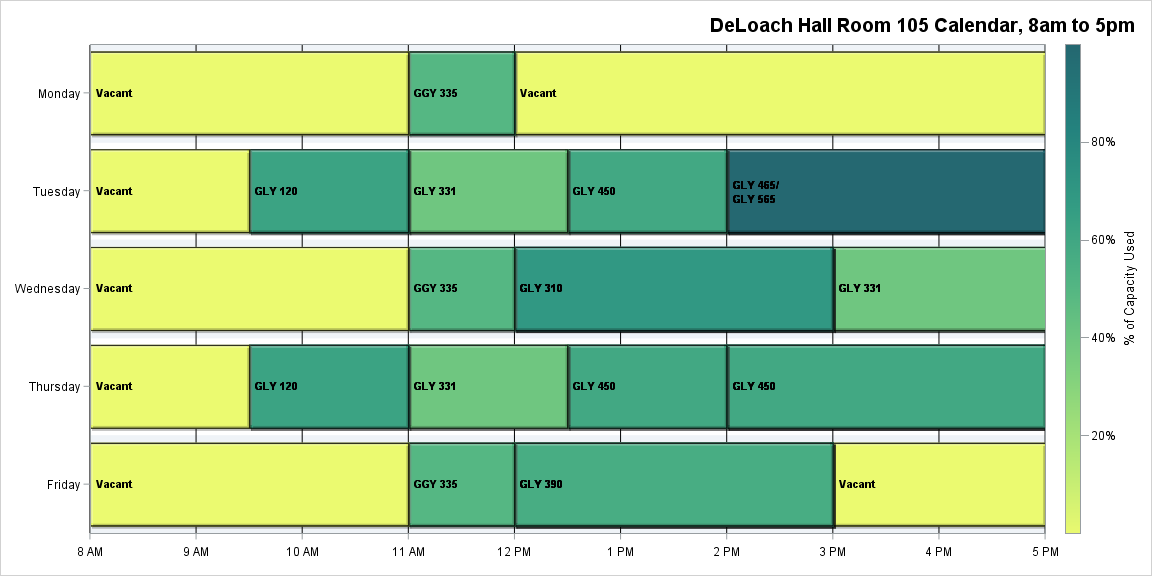 DeLoach Hall Room 105 Calendar, 8am to 5pm
Monday
Vacant
GGY 335
Vacant
Tuesday
Vacant
GLY 120
GLY 331
GLY 450
GLY 465/
GLY 565
Wednesday
Vacant
GGY 335
GLY 310
GLY 331
Thursday
Vacant
GLY 120
GLY 331
GLY 450
GLY 450
Friday
Vacant
GGY 335
GLY 390
Vacant
8 AM
9 AM
10 AM
11 AM
12 PM
1 PM
2 PM
3 PM
4 PM
5 PM
80%
60%
40%
20%
% of Capacity Used